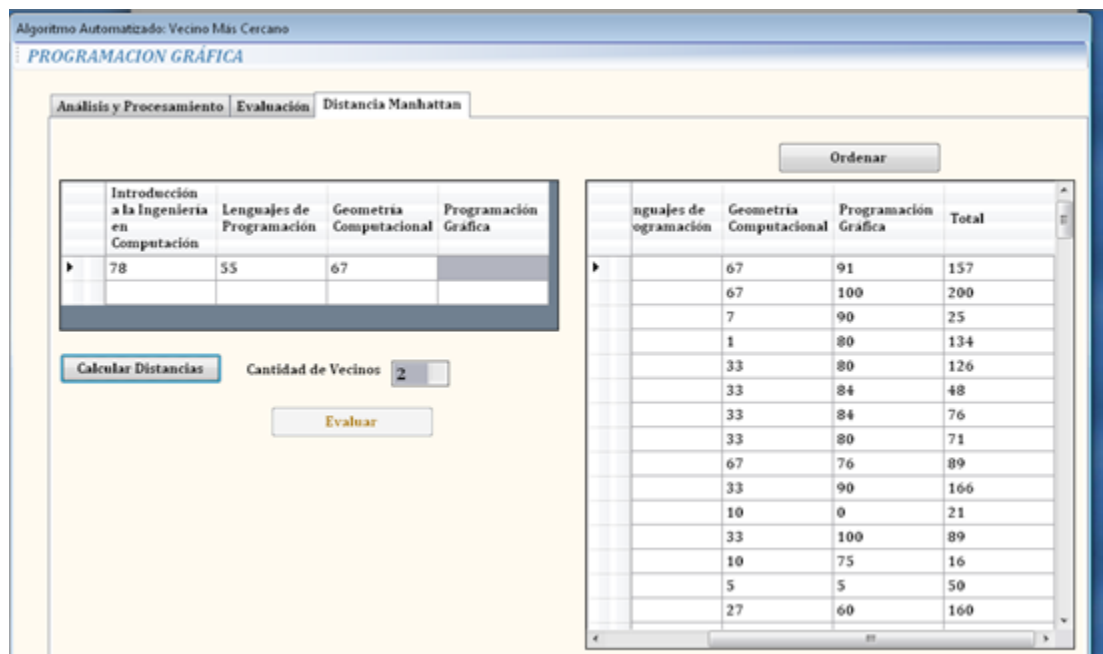 Algoritmo Automatizado: Vecino Más Cercano
PROGRAMACION GRÁFICA
Análisis y Procesamiento Evaluación Distancia Manhattan
Ordenar
Introducción
a la Ingeniería Lenguajes de Geometría Programación
en Programación Computacional Gráfica
Computación
78 55 67
Calcular Distancias Cantidad de Vecinos 2
Evaluar
nguajes de Geometría Programación Total
ogramación Computacional Gráfica
67 91 157
67 100 200
7 90 25
1 80 134
33 80 126
33 84 48
33 84 76
33 80 71
67 76 89
33 90 166
10 0 21
33 100 89
10 75 16
5 5 50
27 60 160